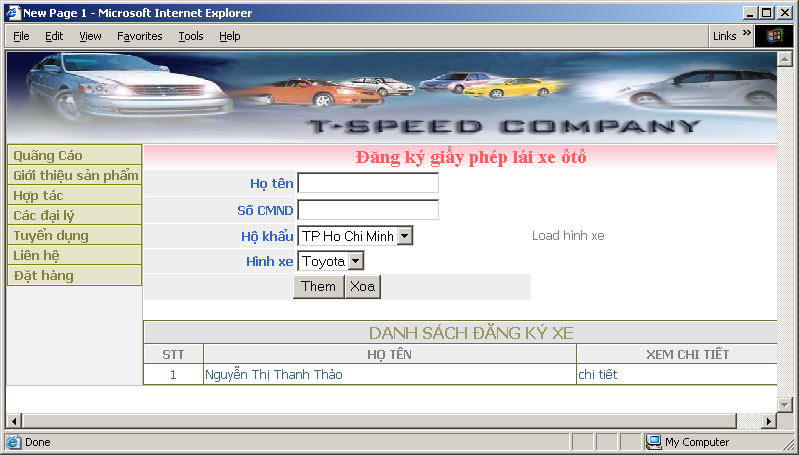 New Page 1 - Microsoft Internet Explorer
File Edit View Favorites Tools Help Links »
T-SPEED COMPANY
Quãng Cáo
Giới thiệu sản phẩm
Hợp tác
Các đại lý
Tuyển dụng
Liên hệ
Đặt hàng
Đăng ký giấy phép lái xe ôtô
Họ tên
Số CMND
Hộ khẩu TP Ho Chi Minh
Load hình xe
Hình xe Toyota
Them Xoa
DANH SÁCH ĐĂNG KÝ XE
STT HỌ TÊN XEM CHI TIẾT
1 Nguyễn Thị Thanh Thảo chi tiết
Done My Computer